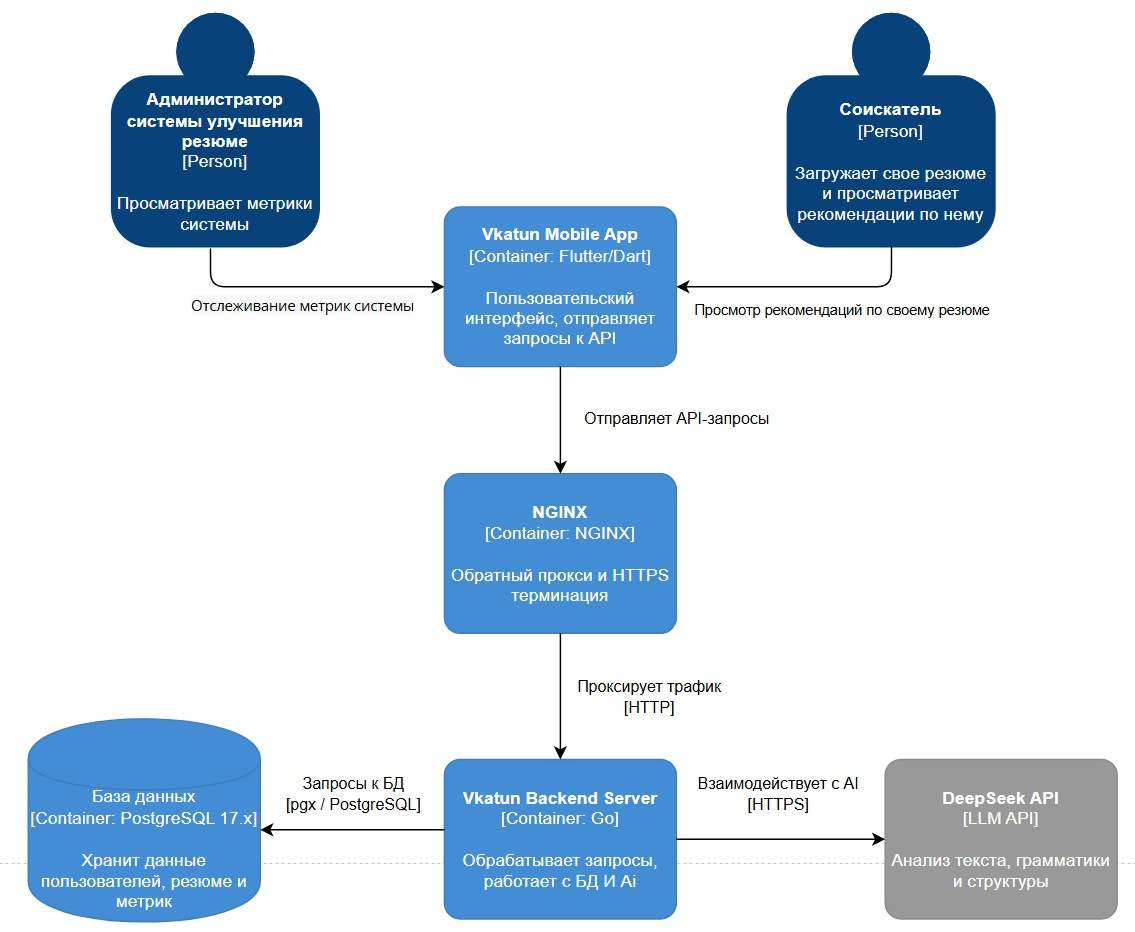 Администратор
системы улучшения
резюме
[Person]
Просматривает метрики
системы
Соискатель
[Person]
Загружает свое резюме
и просматривает
рекомендации по нему
Vkatun Mobile App
[Container: Flutter/Dart]
Пользовательский
интерфейс, отправляет
запросы к API
Отслеживание метрик системы
Просмотр рекомендаций по своему резюме
Отправляет API-запросы
NGINX
[Container: NGINX]
Обратный прокси и HTTPS
терминация
Проксирует трафик
[HTTP]
База данных
[Container: PostgreSQL 17.x]
Хранит данные
пользователей, резюме и
метрик
Запросы к БД
[pgx / PostgreSQL]
Vkatun Backend Server
[Container: Go]
Обрабатывает запросы,
работает с БД И Ai
Взаимодействует с AI
[HTTPS]
DeepSeek API
[LLM API]
Анализ текста, грамматики
и структуры